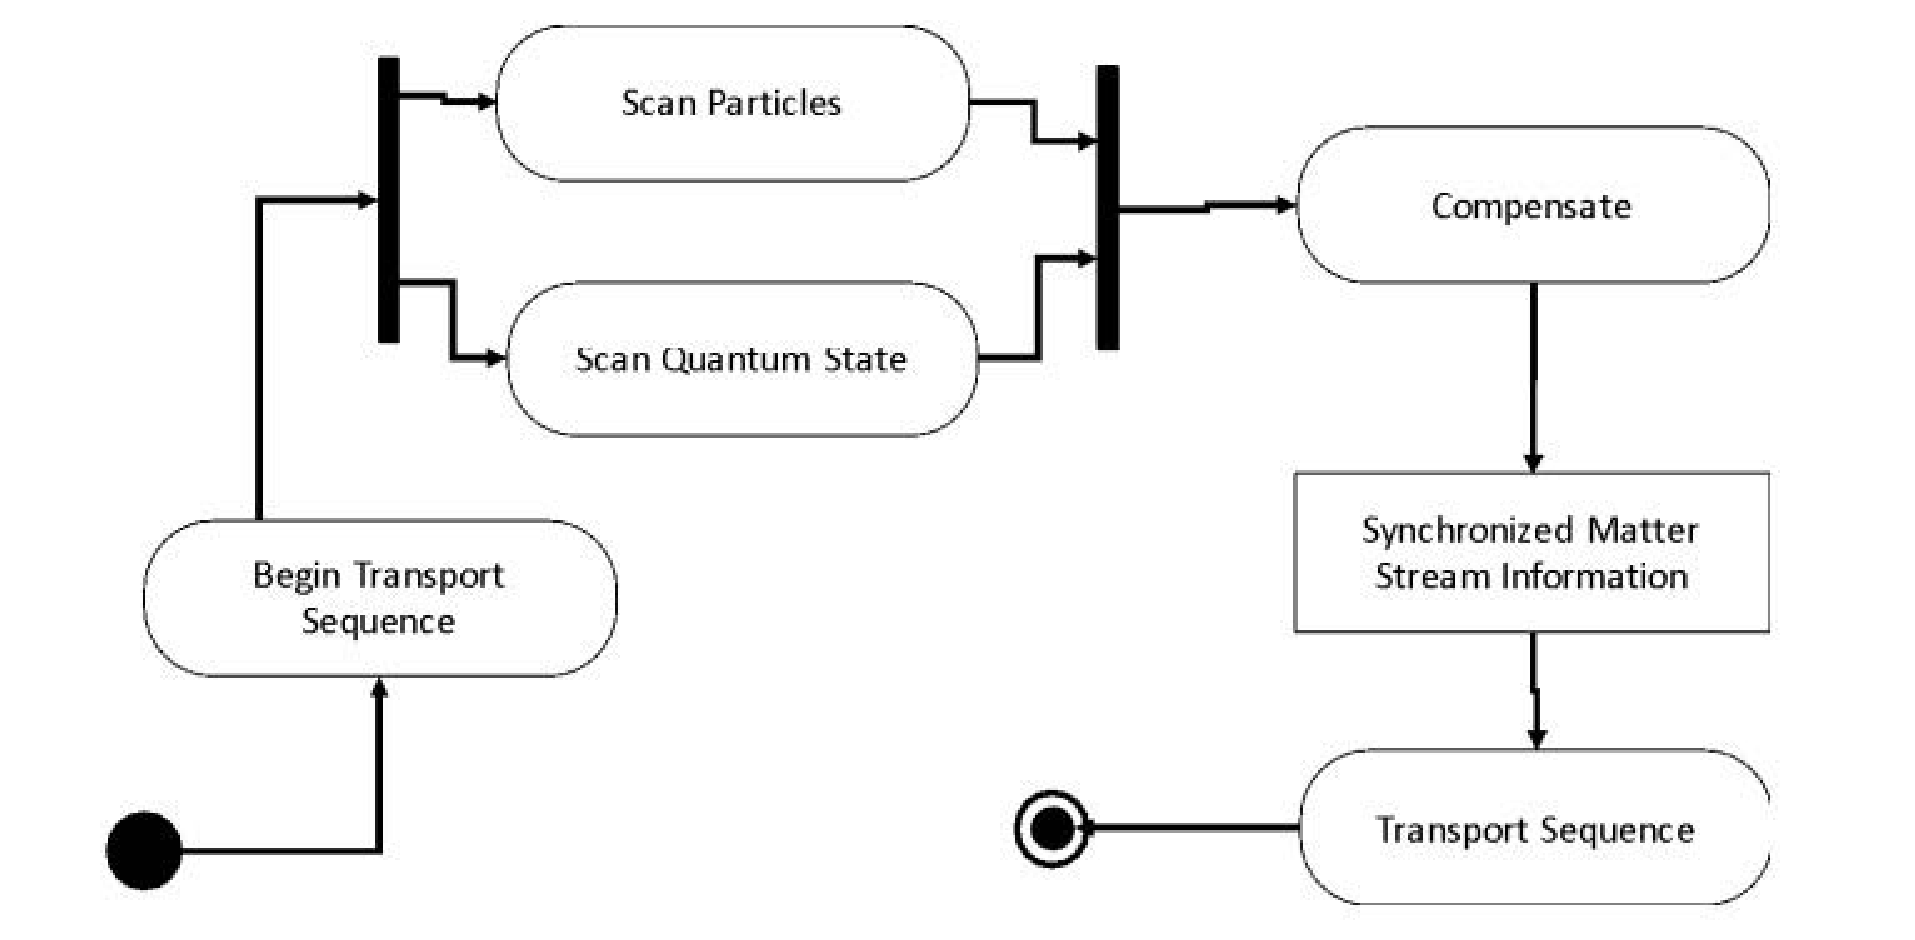 Scan Particles
Compensate
Scan Quantum State
Synchronized Matter
Stream Information
Begin Transport
Sequence
Transport Sequence